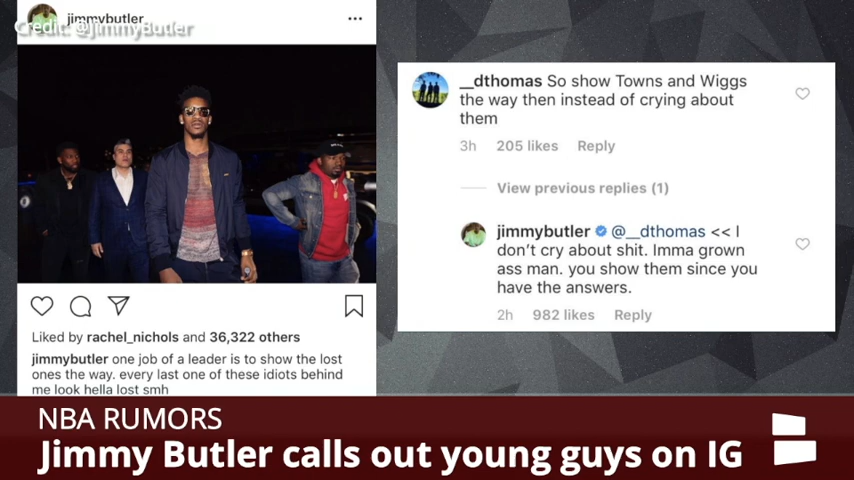 jimmybutler
Credit: @jimmyButler
Liked by rachel_nichols and 36,322 others
jimmybutler one job of a leader is to show the lost
ones the way. every last one of these idiots behind
me look hella lost smh
__dthomas So show Towns and Wiggs
the way then instead of crying about
them
3h 205 likes Reply
View previous replies (1)
jimmybutler @__dthomas << I
don't cry about shit. Imma grown
ass man. you show them since you
have the answers.
2h 982 likes Reply
NBA RUMORS
Jimmy Butler calls out young guys on IG